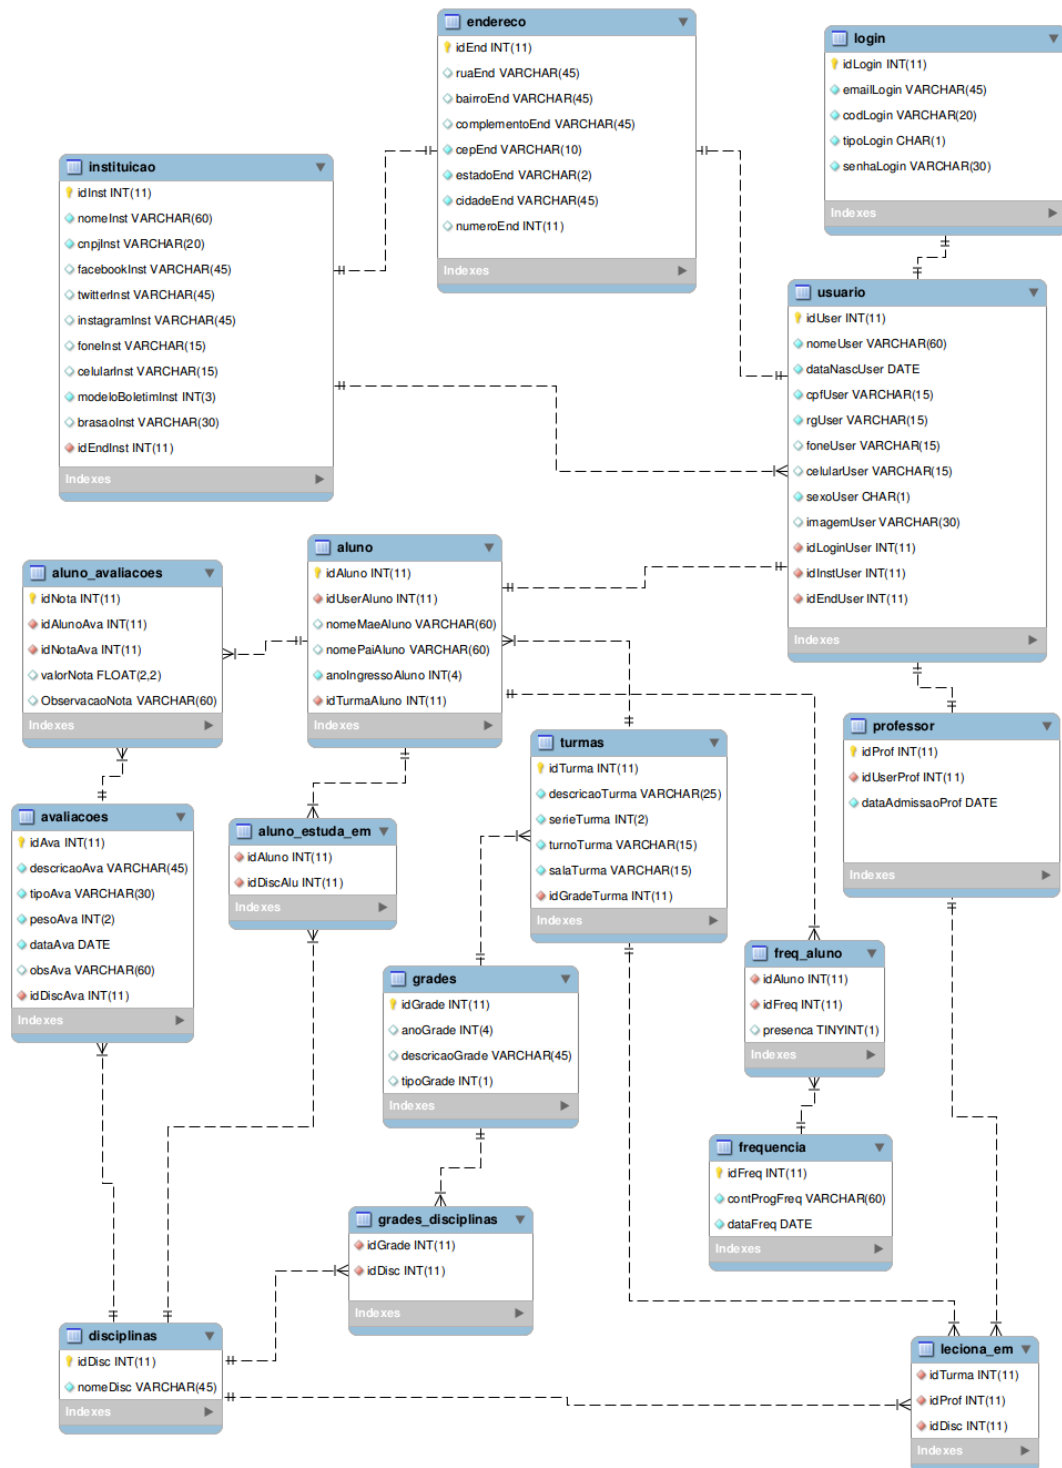 endereco
idEnd INT(11)
ruaEnd VARCHAR(45)
bairroEnd VARCHAR(45)
complementoEnd VARCHAR(45)
cepEnd VARCHAR(10)
estadoEnd VARCHAR(2)
cidadeEnd VARCHAR(45)
numeroEnd INT(11)
Indexes
login
idLogin INT(11)
emailLogin VARCHAR(45)
codLogin VARCHAR(20)
tipoLogin CHAR(1)
senhaLogin VARCHAR(30)
Indexes
instituicao
idInst INT(11)
nomeInst VARCHAR(60)
cnpjInst VARCHAR(20)
facebookInst VARCHAR(45)
twitterInst VARCHAR(45)
instagramInst VARCHAR(45)
foneInst VARCHAR(15)
celularInst VARCHAR(15)
modeloBoletimInst INT(3)
brasaoInst VARCHAR(30)
idEndInst INT(11)
Indexes
usuario
idUser INT(11)
nomeUser VARCHAR(60)
dataNascUser DATE
cpfUser VARCHAR(15)
rgUser VARCHAR(15)
foneUser VARCHAR(15)
celularUser VARCHAR(15)
sexoUser CHAR(1)
imagemUser VARCHAR(30)
idLoginUser INT(11)
idInstUser INT(11)
idEndUser INT(11)
Indexes
aluno_avaliacoes
idNota INT(11)
idAlunoAva INT(11)
idNotaAva INT(11)
valorNota FLOAT(2,2)
ObservacaoNota VARCHAR(60)
Indexes
aluno
idAluno INT(11)
idUserAluno INT(11)
nomeMaeAluno VARCHAR(60)
nomePaiAluno VARCHAR(60)
anoIngressoAluno INT(4)
idTurmaAluno INT(11)
Indexes
professor
idProf INT(11)
idUserProf INT(11)
dataAdmissaoProf DATE
Indexes
turmas
idTurma INT(11)
descricaoTurma VARCHAR(25)
serieTurma INT(2)
turnoTurma VARCHAR(15)
salaTurma VARCHAR(15)
idGradeTurma INT(11)
Indexes
avaliacoes
idAva INT(11)
descricaoAva VARCHAR(45)
tipoAva VARCHAR(30)
pesoAva INT(2)
dataAva DATE
obsAva VARCHAR(60)
idDiscAva INT(11)
Indexes
aluno_estuda_em
idAluno INT(11)
idDiscAlu INT(11)
Indexes
freq_aluno
idAluno INT(11)
idFreq INT(11)
presenca TINYINT(1)
Indexes
grades
idGrade INT(11)
anoGrade INT(4)
descricaoGrade VARCHAR(45)
tipoGrade INT(1)
Indexes
frequencia
idFreq INT(11)
contProgFreq VARCHAR(60)
dataFreq DATE
Indexes
grades_disciplinas
idGrade INT(11)
idDisc INT(11)
Indexes
disciplinas
idDisc INT(11)
nomeDisc VARCHAR(45)
Indexes
leciona_em
idTurma INT(11)
idProf INT(11)
idDisc INT(11)
Indexes